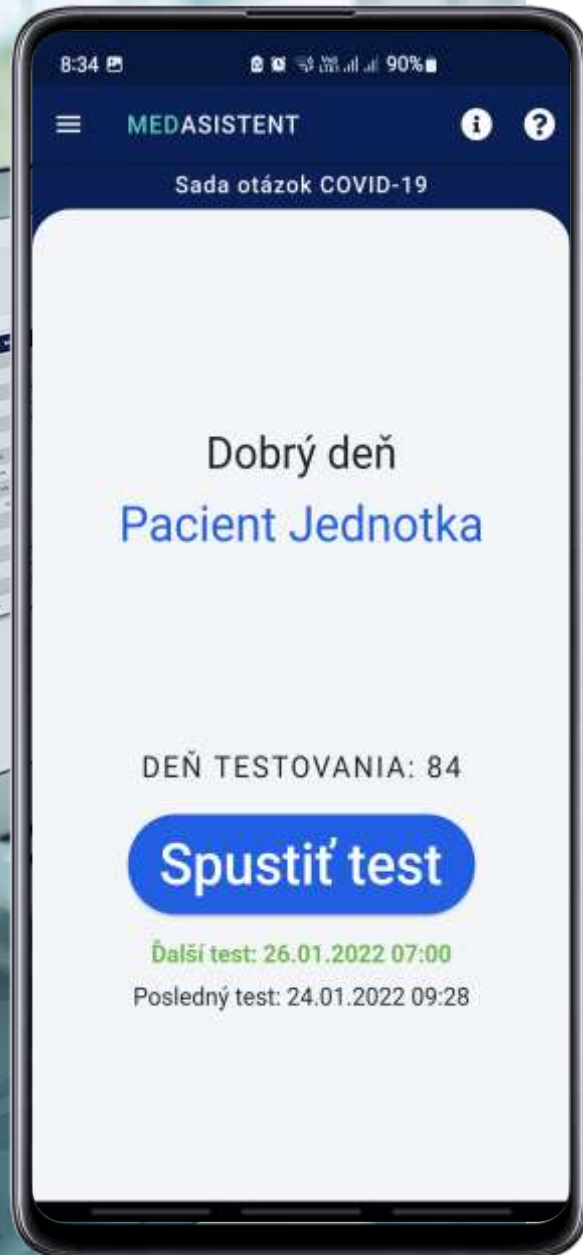 8:34
90%
MEDASISTENT
Sada otázok COVID-19
Dobrý deň
Pacient Jednotka
DEŇ TESTOVANIA: 84
Spustiť test
Ďalší test: 26.01.2022 07:00
Posledný test: 24.01.2022 09:28